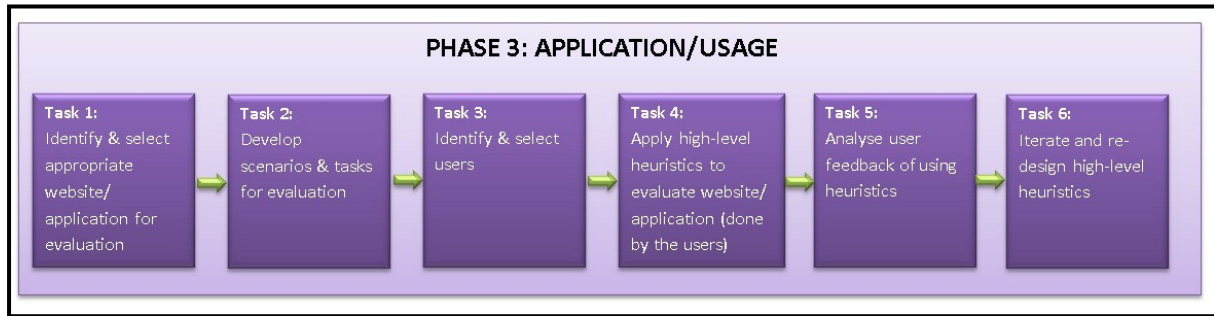 PHASE 3: APPLICATION/USAGE
Task 1:
Identify & select
appropriate
website/
application for
evaluation
Task 2:
Develop
scenarios & tasks
for evaluation
Task 3:
Identify & select
users
Task 4:
Apply high-level
heuristics to
evaluate website/
application (done
by the users)
Task 5:
Analyse user
feedback of using
heuristics
Task 6:
Iterate and re-
design high-level
heuristics